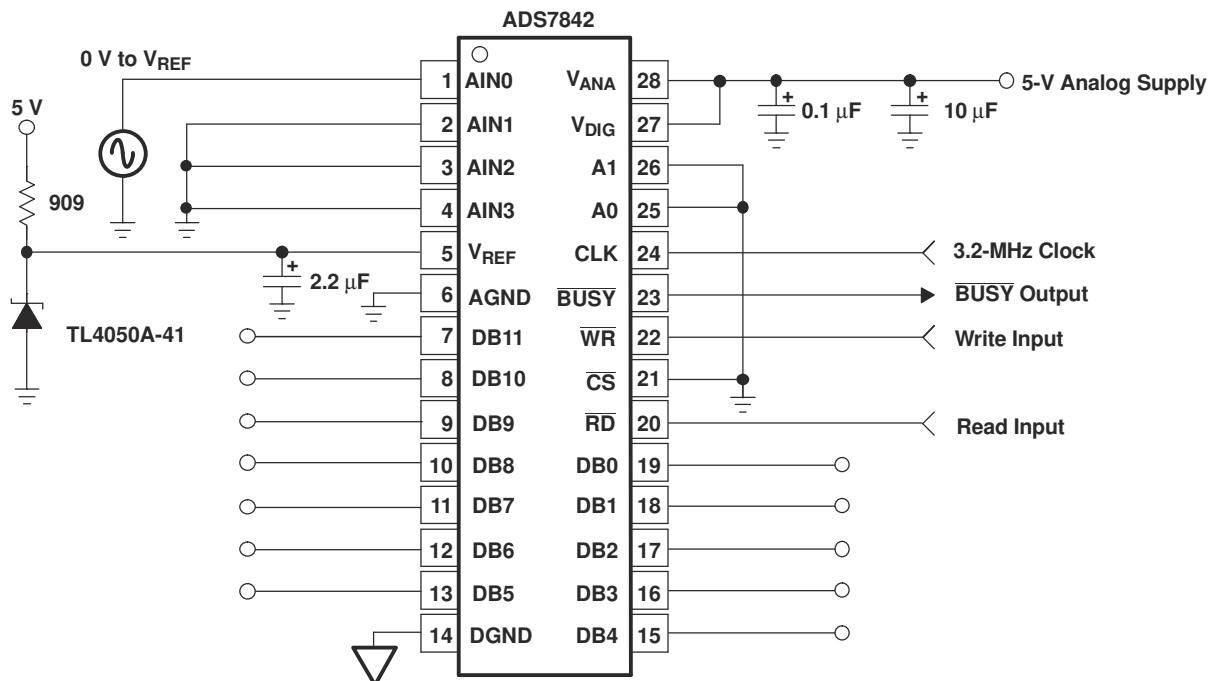 ADS7842
0 V to VREF
5 V
909
TL4050A-41
2.2 μF
1 AIN0
2 AIN1
3 AIN2
4 AIN3
5 VREF
6 AGND
7 DB11
8 DB10
9 DB9
10 DB8
11 DB7
12 DB6
13 DB5
14 DGND
VANA 28
VDIG 27
A1 26
A0 25
CLK 24
BUSY 23
WR 22
CS 21
RD 20
DB0 19
DB1 18
DB2 17
DB3 16
DB4 15
+ 0.1 μF
+ 10 μF
5-V Analog Supply
3.2-MHz Clock
BUSY Output
Write Input
Read Input
+